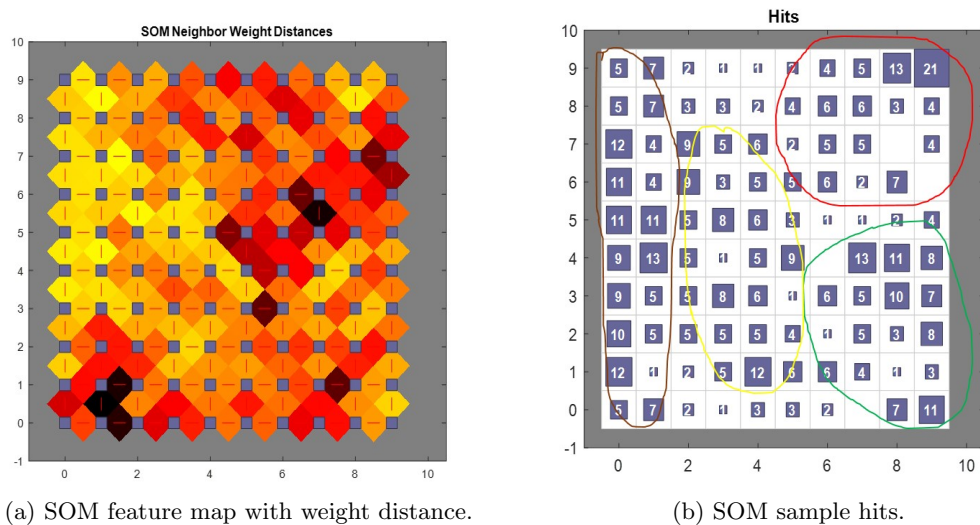 SOM Neighbor Weight Distances
10
9
8
7
6
5
4
3
2
1
0
-1
0 2 4 6 8 10
(a) SOM feature map with weight distance.
Hits
10
9 5 7 2 1 1 2 4 5 13 21
8 5 7 3 3 2 4 6 6 3 4
7 12 4 9 5 6 2 5 5 4
6 11 4 9 3 5 5 6 2 7
5 11 11 5 8 6 3 1 1 2 4
4 9 13 5 1 5 9 13 11 8
3 9 5 5 8 6 1 6 5 10 7
2 10 5 5 5 5 4 1 5 3 8
1 12 1 2 5 12 6 6 4 1 3
0 5 7 2 1 3 3 2 7 11
-1
0 2 4 6 8 10
(b) SOM sample hits.